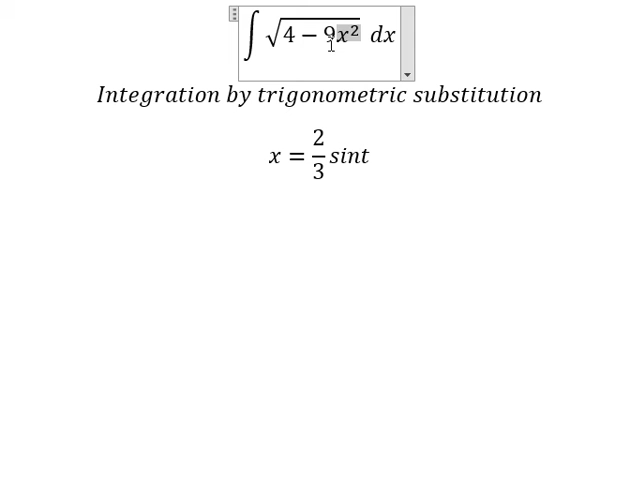 ∫ √(4 − 9x²) dx
Integration by trigonometric substitution
x = 2/3 sint